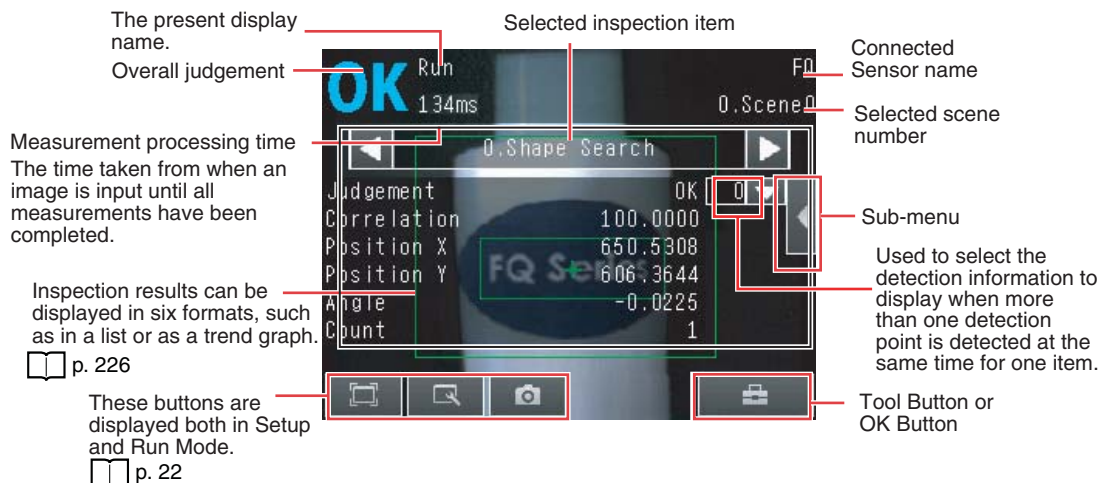 The present display
name.
Selected inspection item
Overall judgement
Connected
Sensor name
Selected scene
number
OK
Run
134ms
FQ
0.Scene0
Measurement processing time
The time taken from when an
image is input until all
measurements have been
completed.
0.Shape Search
Judgement OK 0
Correlation 100.0000
Position X 650.5308
Position Y 606.3644
Angle -0.0225
Count 1
FQ Series
Sub-menu
Used to select the
detection information to
display when more
than one detection
point is detected at the
same time for one item.
Inspection results can be
displayed in six formats, such
as in a list or as a trend graph.
p. 226
These buttons are
displayed both in Setup
and Run Mode.
p. 22
Tool Button or
OK Button